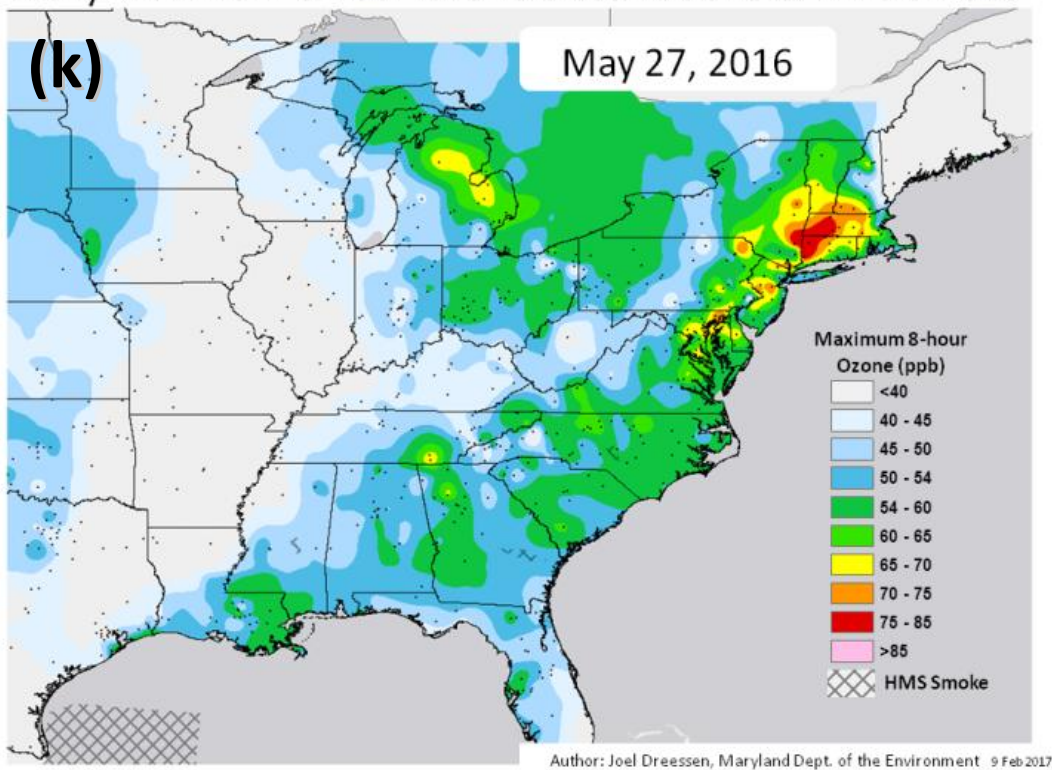 (k)
May 27, 2016
Maximum 8-hour
Ozone (ppb)
<40
40 - 45
45 - 50
50 - 54
54 - 60
60 - 65
65 - 70
70 - 75
75 - 85
>85
HMS Smoke
Author: Joel Dreessen, Maryland Dept. of the Environment 9 Feb 2017